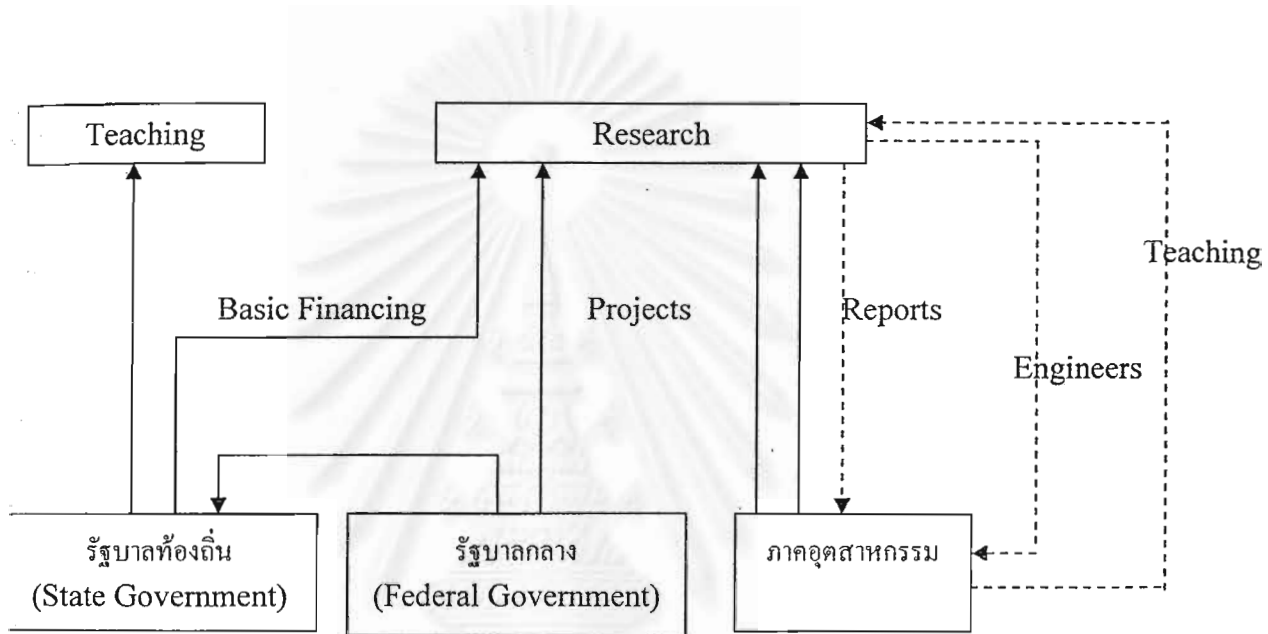 Teaching
Research
Teaching
Basic Financing
Projects
Reports
Engineers
รัฐบาลท้องถิ่น
(State Government)
รัฐบาลกลาง
(Federal Government)
ภาคอุตสาหกรรม